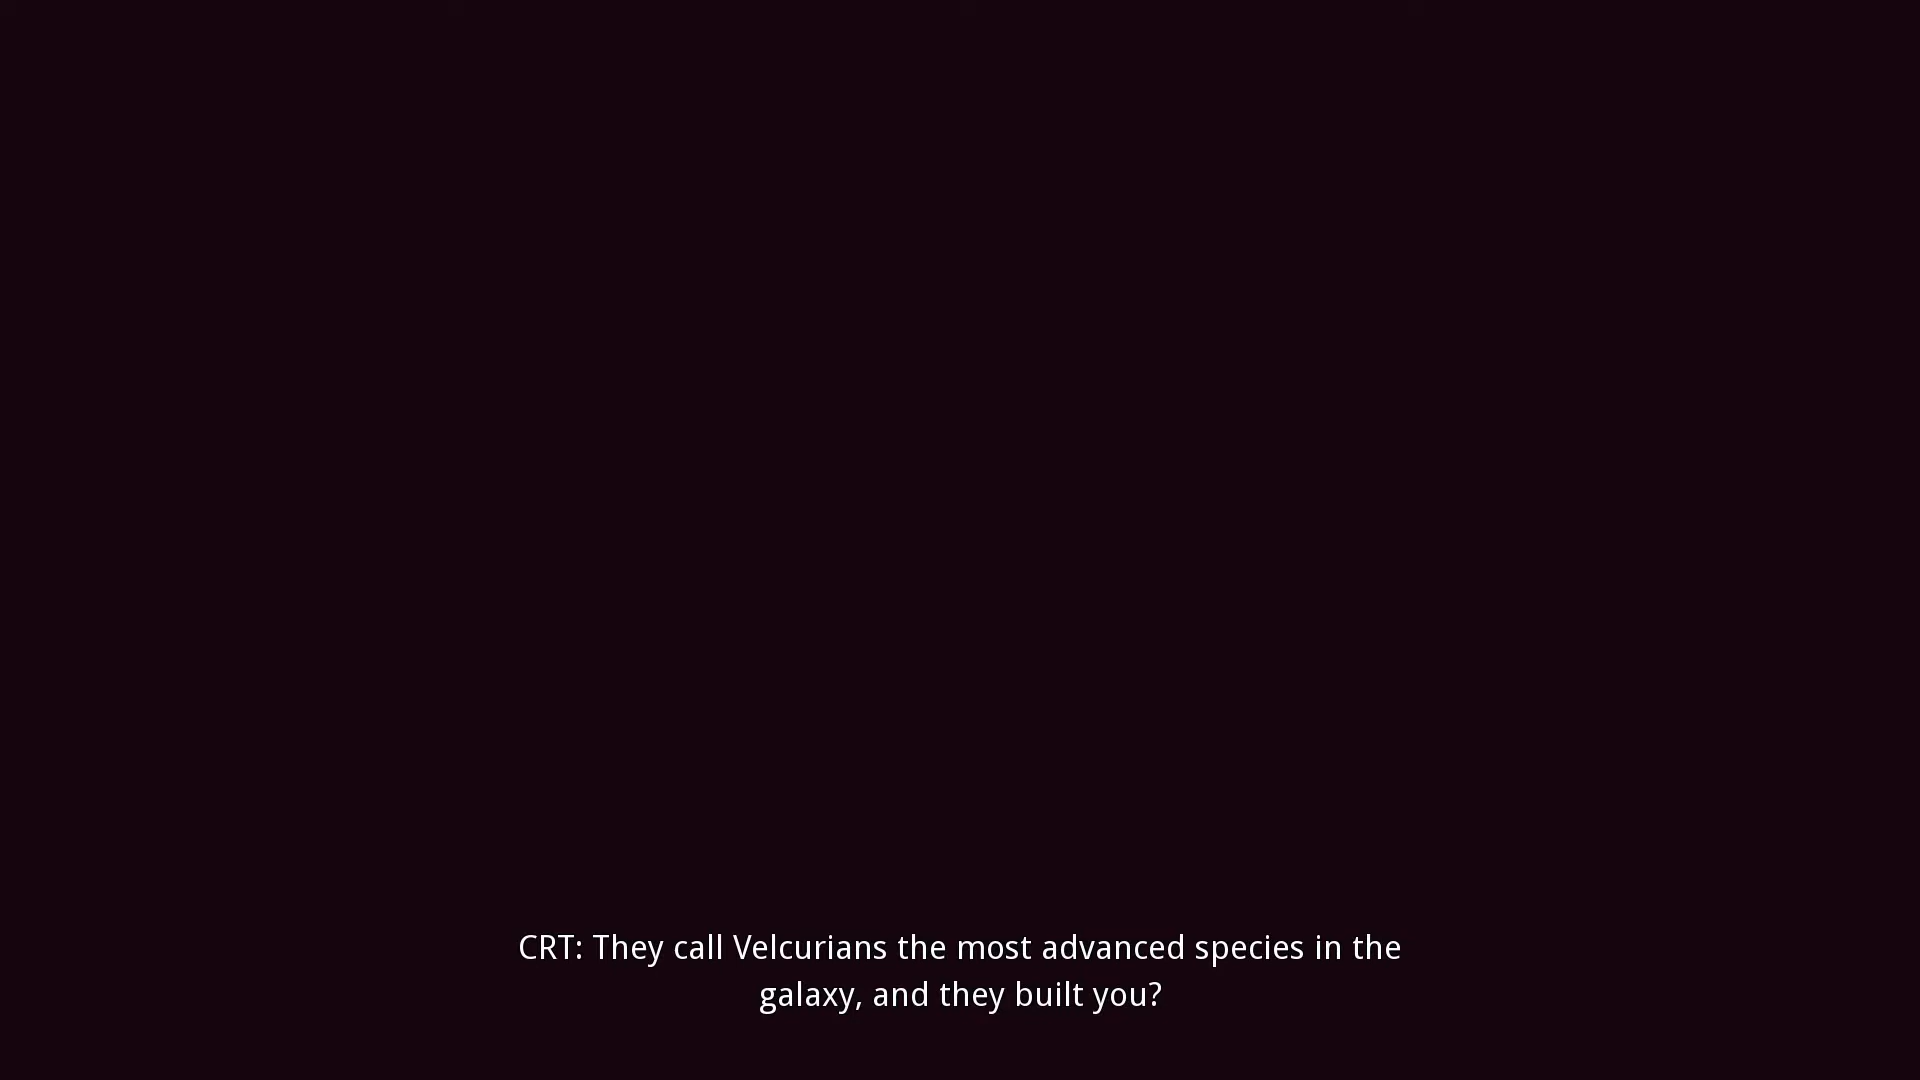 CRT: They call Velcurians the most advanced species in the
galaxy, and they built you?